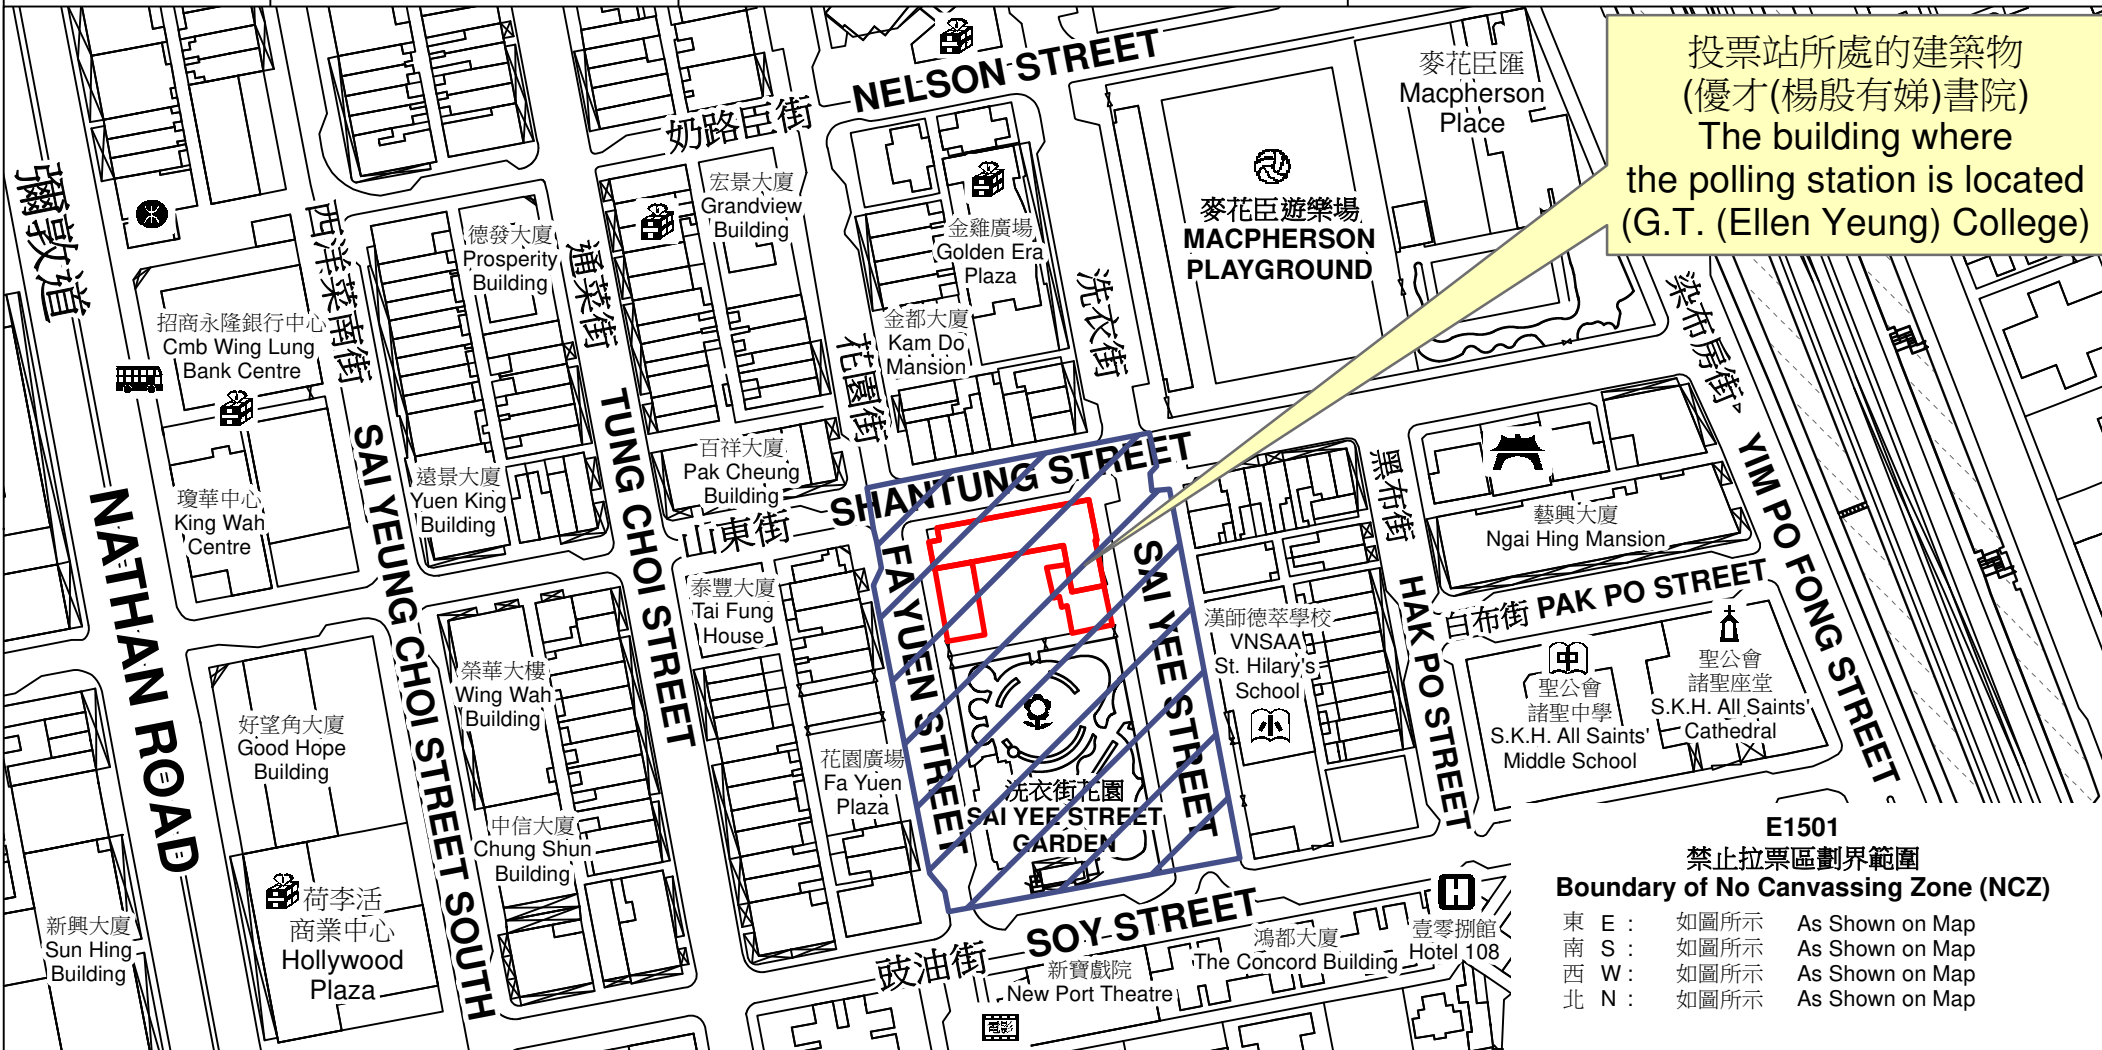 投票站所處的建築物
(優才(楊殷有娣)書院)
The building where
the polling station is located
(G.T. (Ellen Yeung) College)
NELSON STREET
奶路臣街
麥花臣匯
Macpherson
Place
麥花臣遊樂場
MACPHERSON
PLAYGROUND
宏景大廈
Grandview
Building
金雞廣場
Golden Era
Plaza
德發大廈
Prosperity
Building
彌敦道
西洋菜南街
通菜街
花園街
洗衣街
染布房街
招商永隆銀行中心
Cmb Wing Lung
Bank Centre
金都大廈
Kam Do
Mansion
百祥大廈
Pak Cheung
Building
遠景大廈
Yuen King
Building
瓊華中心
King Wah
Centre
SHANTUNG STREET
山東街
黑布街
藝興大廈
Ngai Hing Mansion
PAK PO STREET
白布街
NATHAN ROAD
SAI YEUNG CHOI STREET SOUTH
TUNG CHOI STREET
FA YUEN STREET
SAI YEE STREET
HAK PO STREET
YIM PO FONG STREET
泰豐大廈
Tai Fung
House
漢師德萃學校
VNSAA
St. Hilary's
School
小
中
聖公會
諸聖中學
S.K.H. All Saints'
Middle School
聖公會
諸聖座堂
S.K.H. All Saints'
Cathedral
榮華大樓
Wing Wah
Building
好望角大廈
Good Hope
Building
花園廣場
Fa Yuen
Plaza
洗衣街花園
SAI YEE STREET
GARDEN
中信大廈
Chung Shun
Building
荷李活
商業中心
Hollywood
Plaza
新興大廈
Sun Hing
Building
SOY STREET
豉油街
新寶戲院
New Port Theatre
電影
鴻都大廈
The Concord Building
H
壹零捌館
Hotel 108
E1501
禁止拉票區劃界範圍
Boundary of No Canvassing Zone (NCZ)
東 E : 如圖所示 As Shown on Map
南 S : 如圖所示 As Shown on Map
西 W : 如圖所示 As Shown on Map
北 N : 如圖所示 As Shown on Map